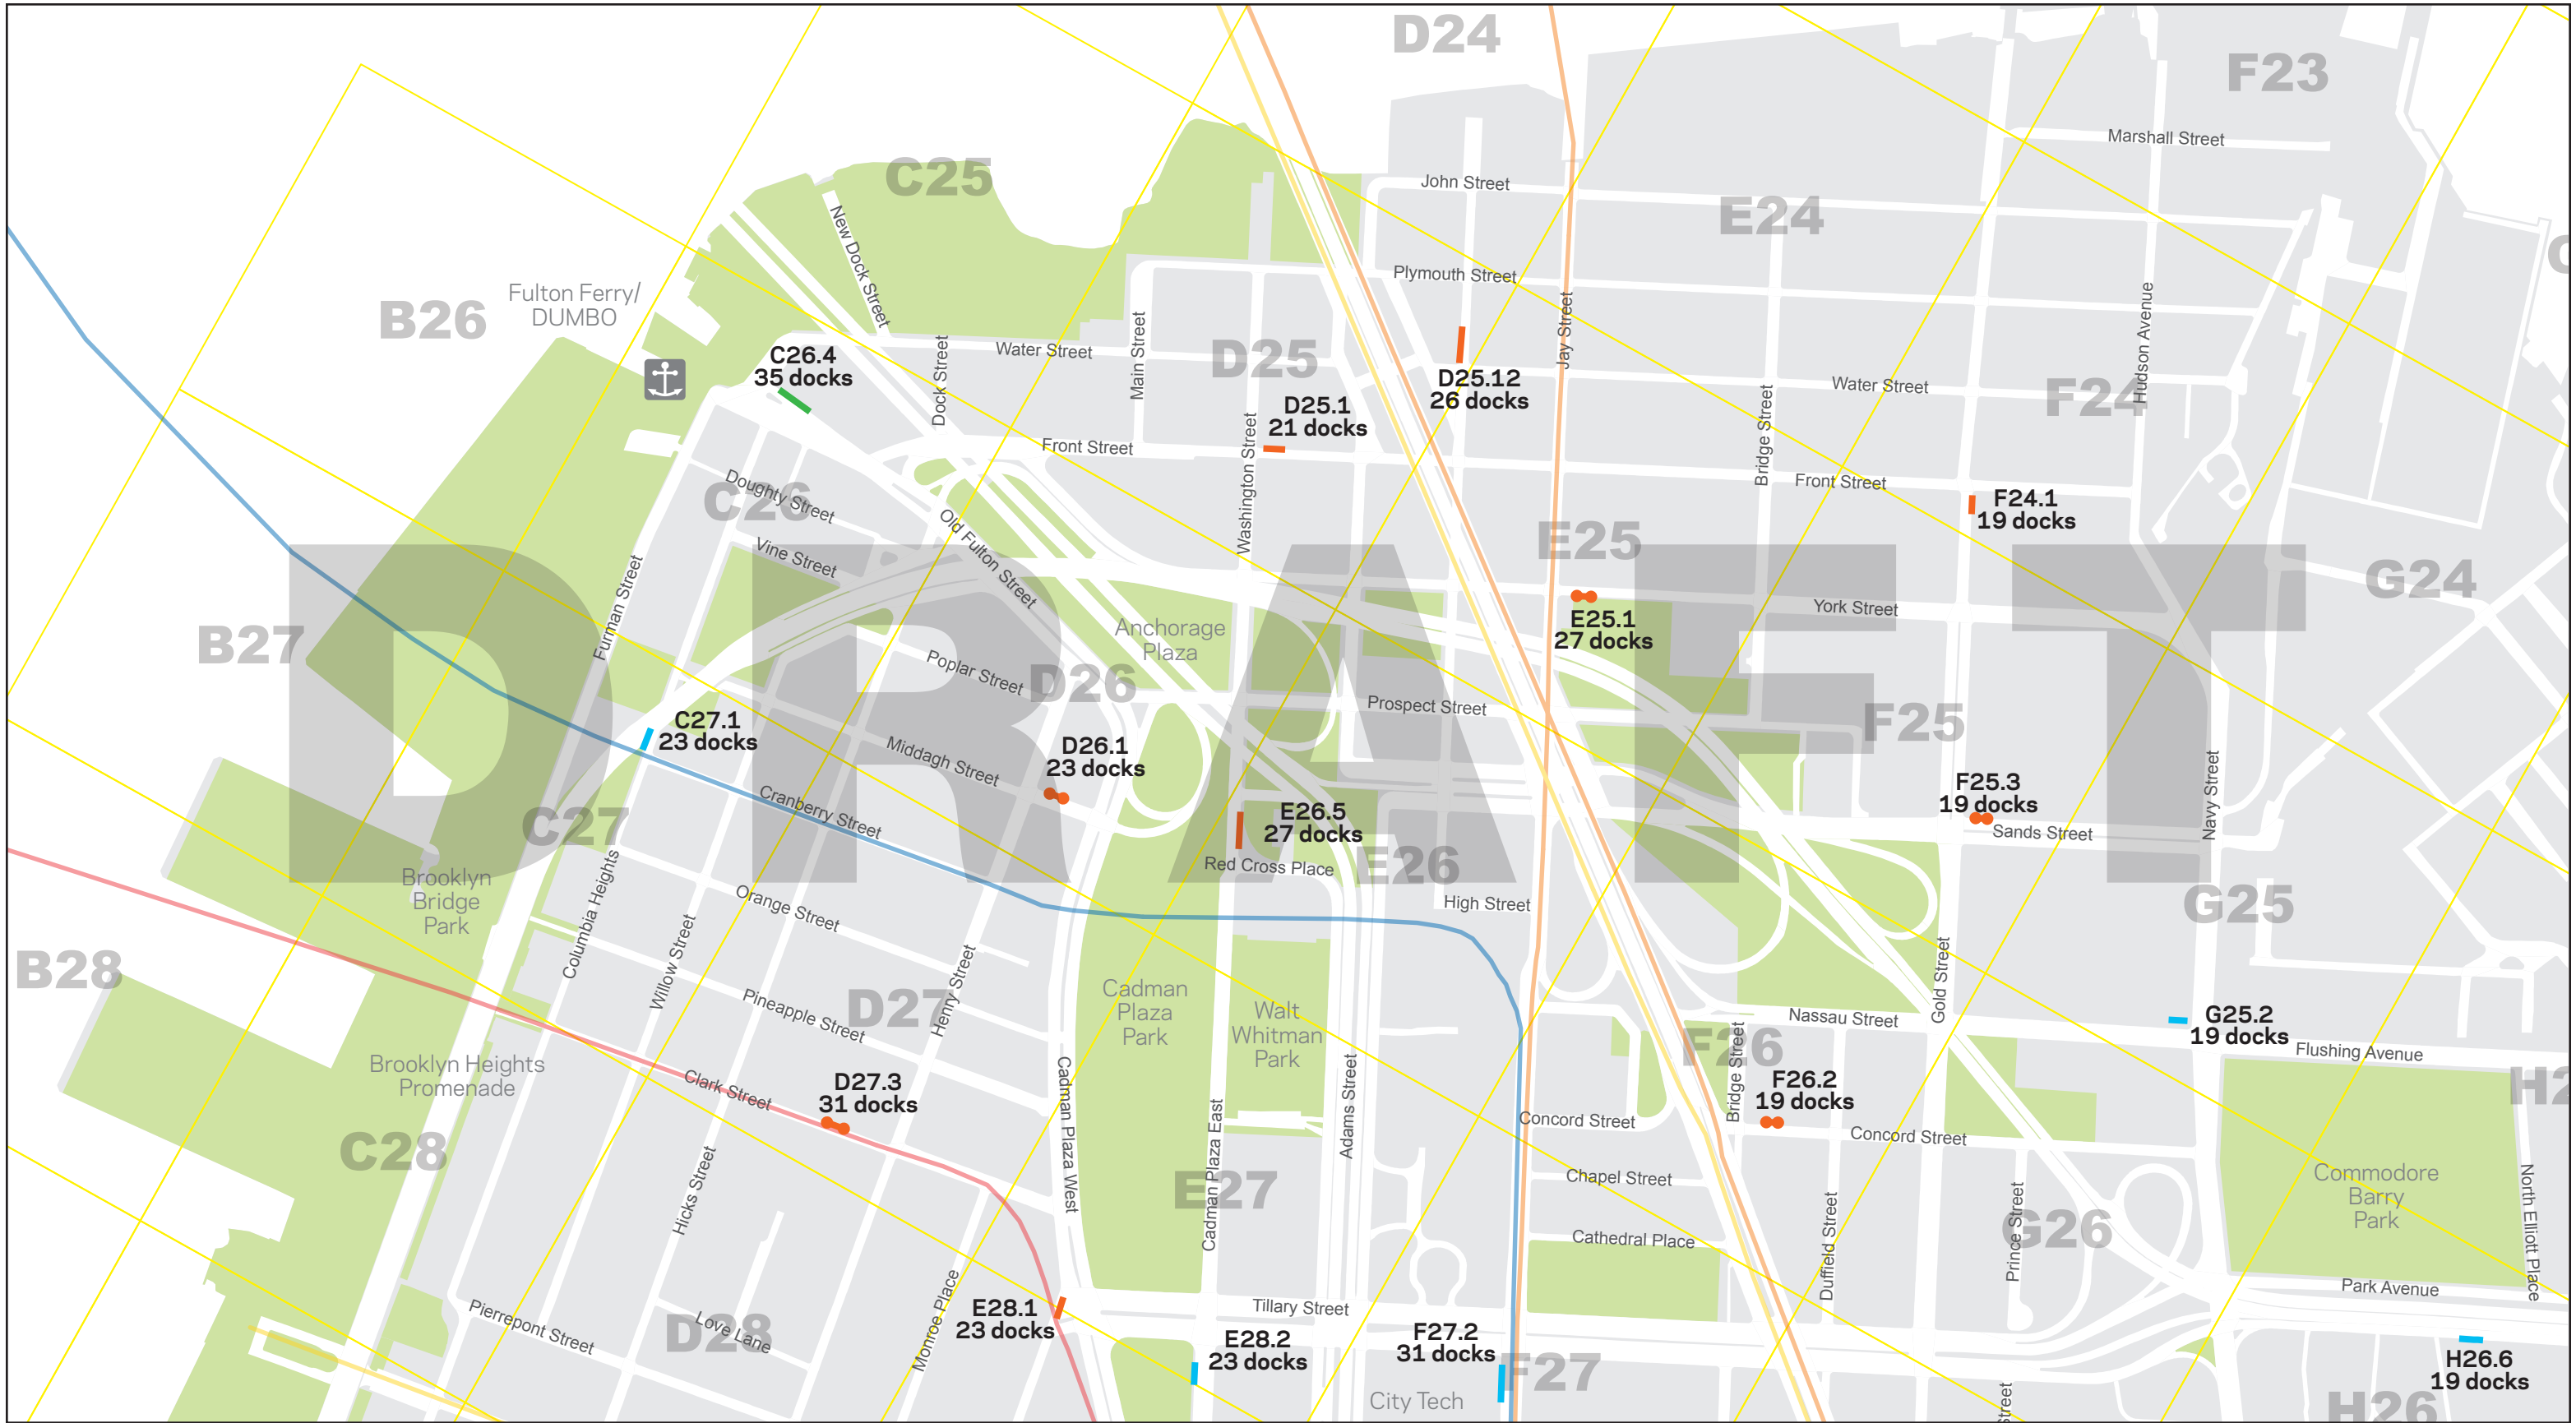 D24
F23
Marshall Street
C25
John Street
New Dock Street
E24
Plymouth Street
Fulton Ferry/
DUMBO
B26
Jay Street
Hudson Avenue
C26.4
35 docks
Dock Street
Water Street
Main Street
D25
D25.12
26 docks
Water Street
F24
D25.1
21 docks
Bridge Street
Front Street
Washington Street
Front Street
Doughty Street
C26
F24.1
19 docks
Old Fulton Street
E25
Vine Street
G24
DRAFT
Furman Street
E25.1
27 docks
York Street
Anchorage
Plaza
B27
Poplar Street
D26
Prospect Street
F25
C27.1
23 docks
Middagh Street
D26.1
23 docks
Navy Street
F25.3
19 docks
Sands Street
Cranberry Street
C27
E26.5
27 docks
Red Cross Place
E26
Brooklyn
Bridge
Park
Columbia Heights
Orange Street
High Street
G25
B28
Willow Street
Henry Street
Gold Street
Cadman
Plaza
Park
Walt
Whitman
Park
D27
Pineapple Street
Nassau Street
G25.2
19 docks
Flushing Avenue
F26
Bridge Street
Brooklyn Heights
Promenade
Clark Street
D27.3
31 docks
Cadman Plaza West
Adams Street
F26.2
19 docks
H2
Concord Street
Concord Street
C28
Chapel Street
E27
Cadman Plaza East
Hicks Street
Commodore
Barry
Park
North Elliott Place
Duffield Street
Prince Street
G26
Cathedral Place
Monroe Place
Park Avenue
E28.1
23 docks
Tillary Street
Pierrepont Street
Love Lane
D28
E28.2
23 docks
F27.2
31 docks
F27
H26.6
19 docks
City Tech
H26